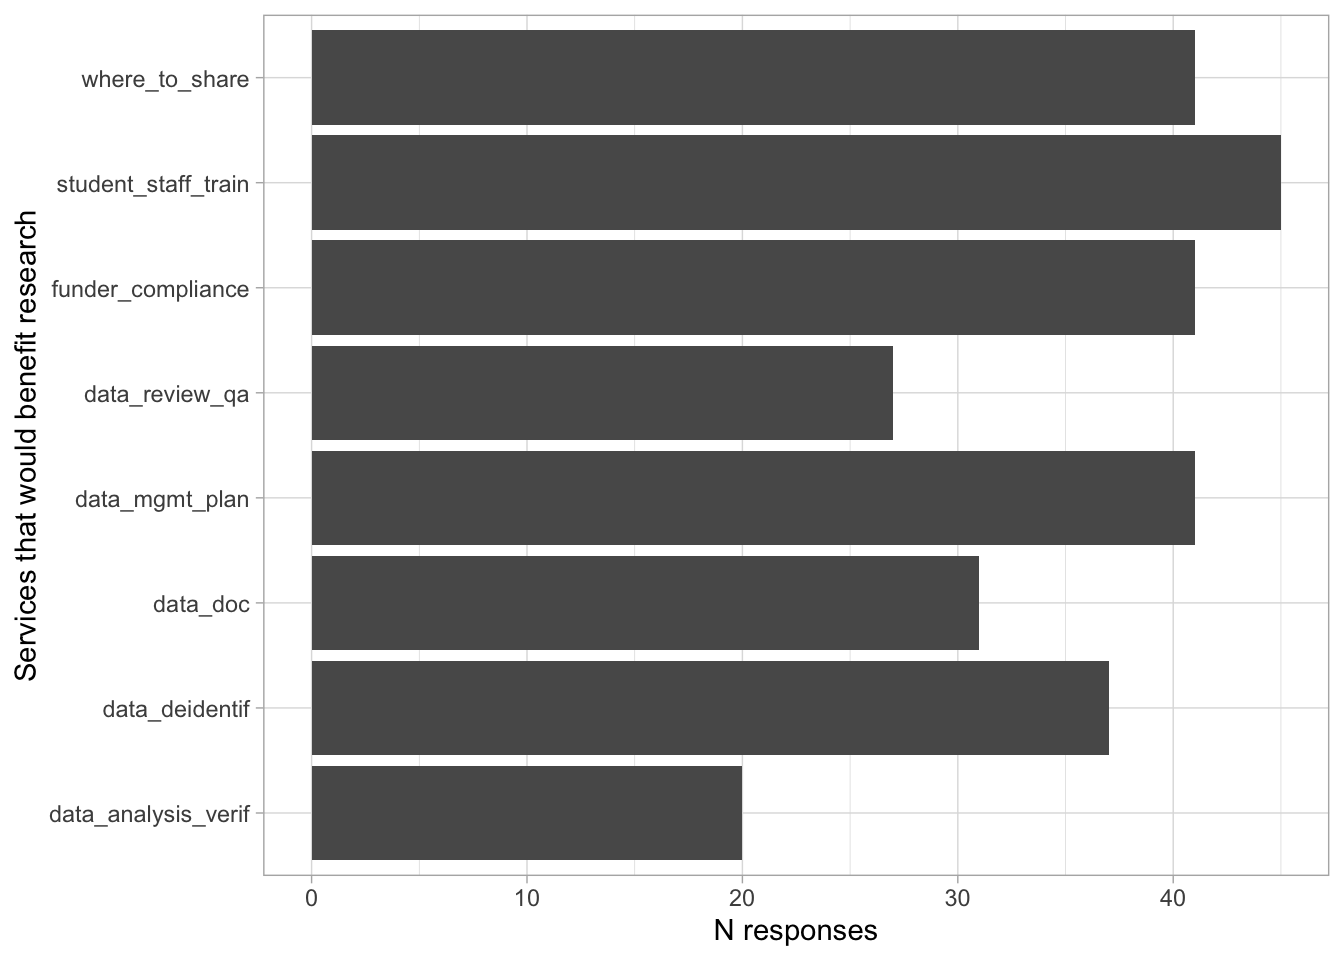 Services that would benefit research
where_to_share
student_staff_train
funder_compliance
data_review_qa
data_mgmt_plan
data_doc
data_deidentif
data_analysis_verif
0 10 20 30 40
N responses